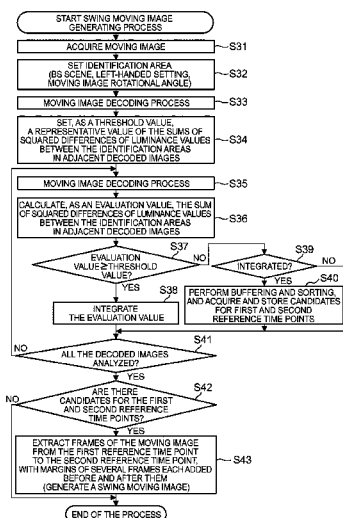 START SWING MOVING IMAGE
GENERATING PROCESS
ACQUIRE MOVING IMAGE
S31
SET IDENTIFICATION AREA
(BS SCENE, LEFT-HANDED SETTING,
MOVING IMAGE ROTATIONAL ANGLE)
S32
MOVING IMAGE DECODING PROCESS
S33
SET, AS A THRESHOLD VALUE,
A REPRESENTATIVE VALUE OF THE SUMS OF
SQUARED DIFFERENCES OF LUMINANCE VALUES
BETWEEN THE IDENTIFICATION AREAS
IN ADJACENT DECODED IMAGES
S34
MOVING IMAGE DECODING PROCESS
S35
CALCULATE, AS AN EVALUATION VALUE, THE SUM
OF SQUARED DIFFERENCES OF LUMINANCE VALUES
BETWEEN THE IDENTIFICATION AREAS
IN ADJACENT DECODED IMAGES
S36
S37
EVALUATION
VALUE≧THRESHOLD
VALUE?
NO
YES
S39
INTEGRATED?
NO
YES
S38
INTEGRATE
THE EVALUATION VALUE
S40
PERFORM BUFFERING AND SORTING,
AND ACQUIRE AND STORE CANDIDATES
FOR FIRST AND SECOND
REFERENCE TIME POINTS
S41
NO
ALL THE DECODED IMAGES
ANALYZED?
YES
S42
NO
ARE THERE
CANDIDATES FOR THE FIRST
AND SECOND REFERENCE
TIME POINTS?
YES
EXTRACT FRAMES OF THE MOVING IMAGE
FROM THE FIRST REFERENCE TIME POINT
TO THE SECOND REFERENCE TIME POINT,
WITH MARGINS OF SEVERAL FRAMES EACH ADDED
BEFORE AND AFTER THEM
(GENERATE A SWING MOVING IMAGE)
S43
END OF THE PROCESS